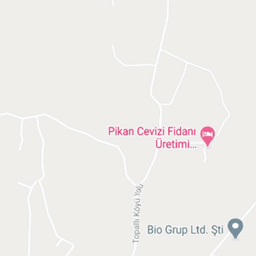 Pikan Cevizi Fidanı
Üretimi...
Topallı Köyü Yolu
Bio Grup Ltd. Şti